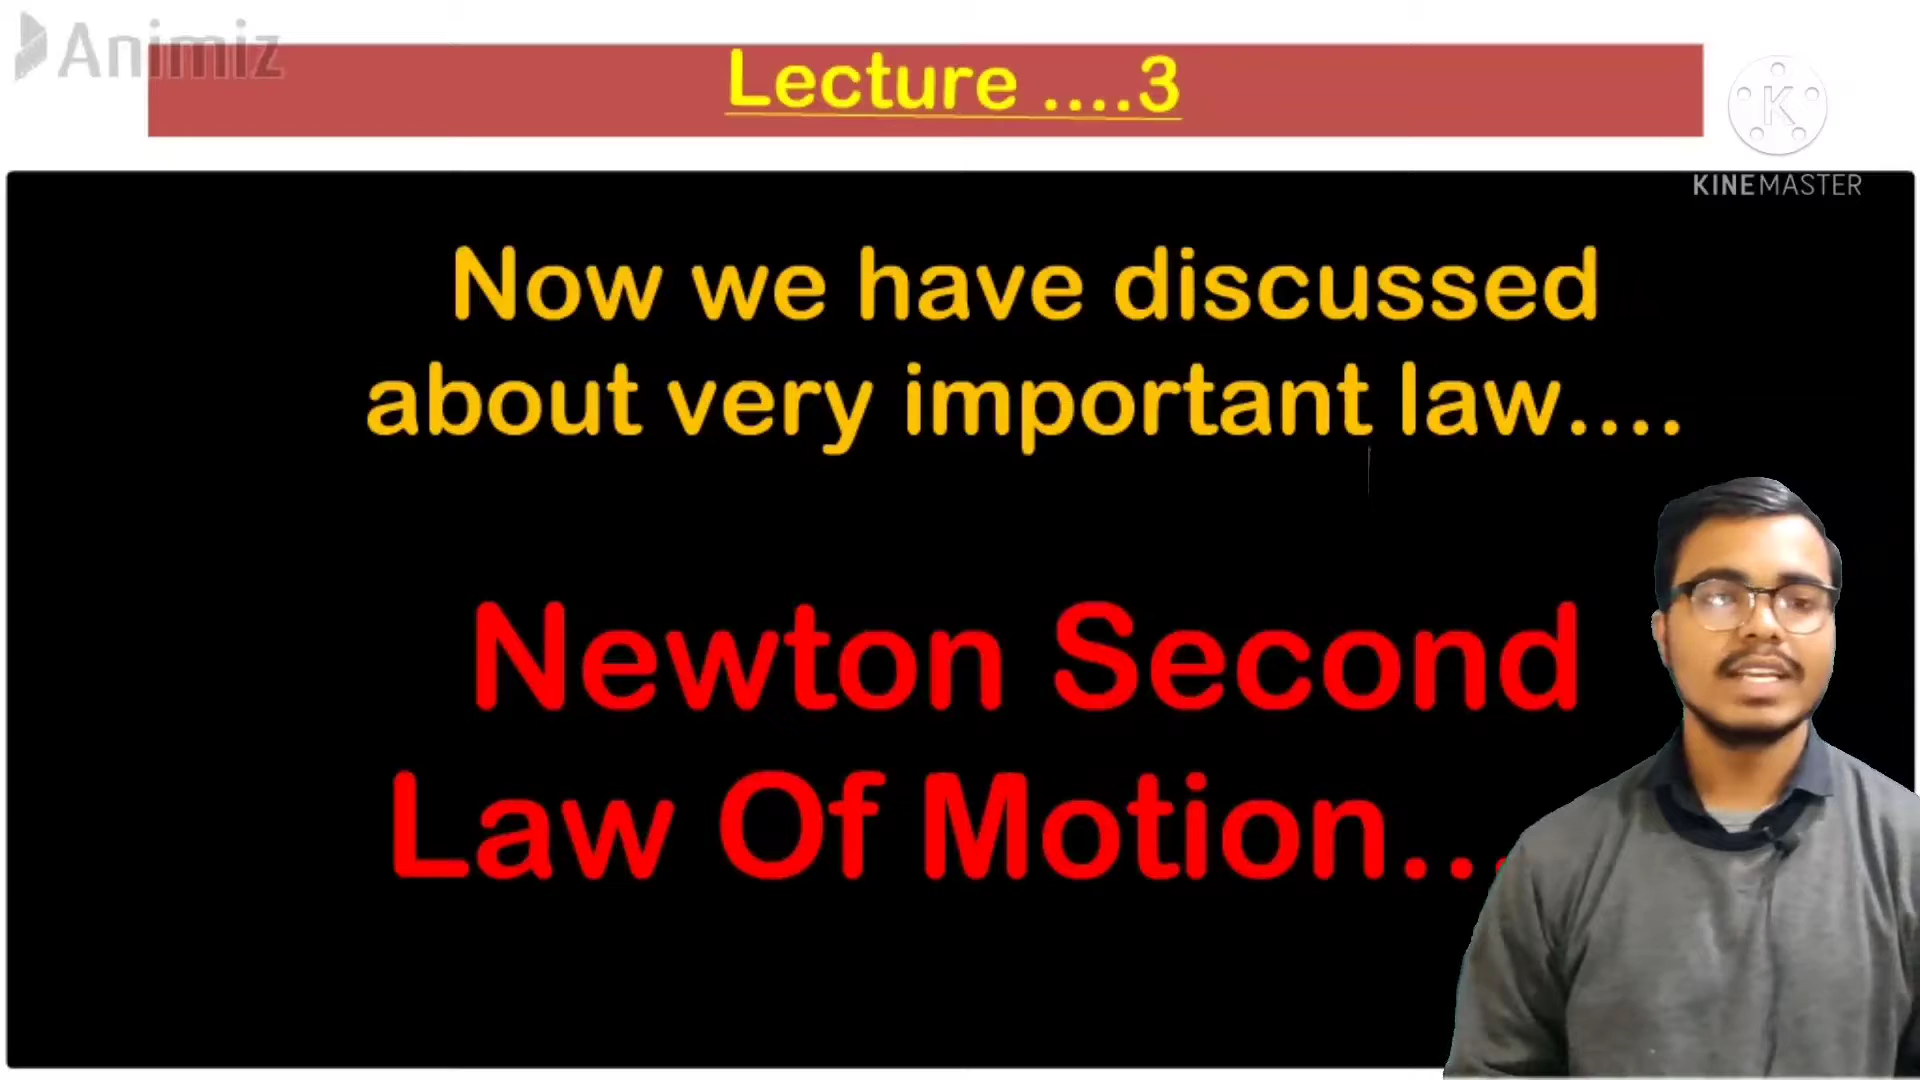 Animiz
Lecture ....3
K
KINEMASTER
Now we have discussed
about very important law....
Newton Second
Law Of Motion...